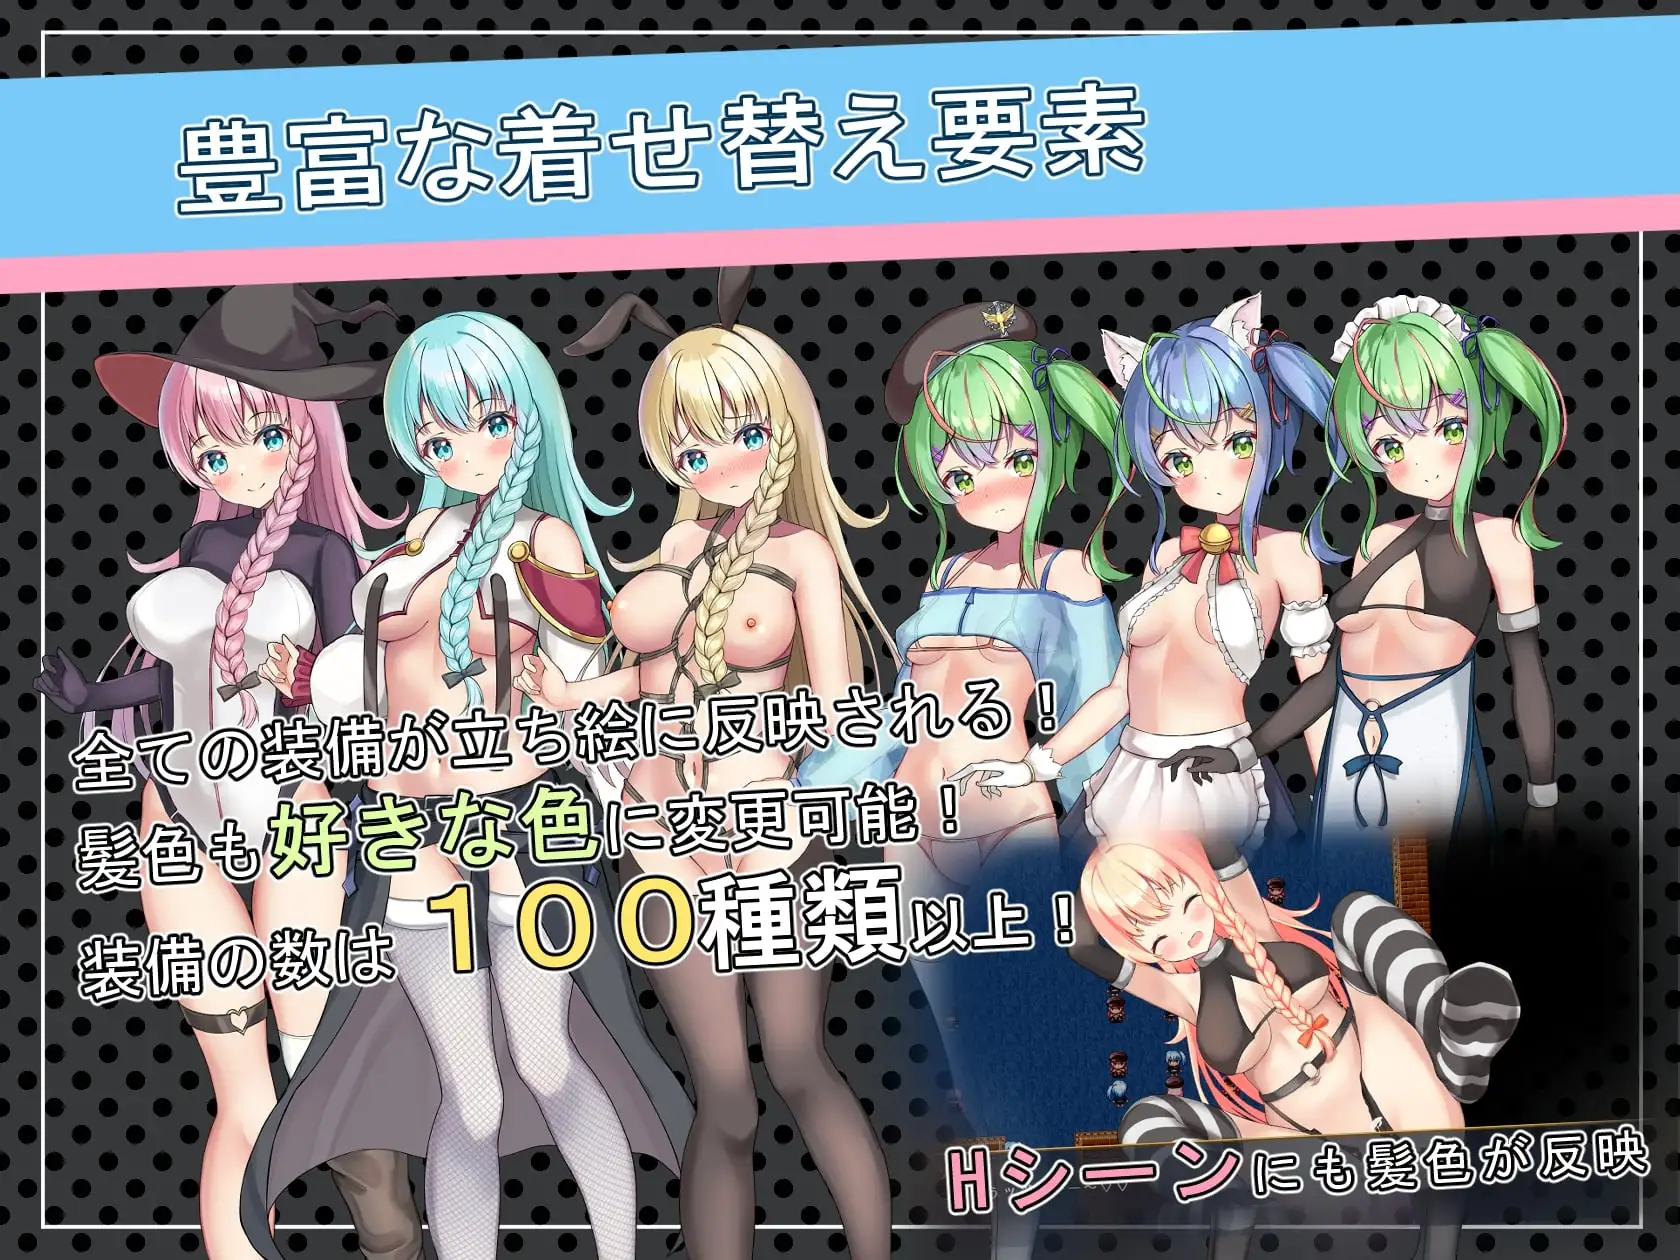 豊富な着せ替え要素
全ての装備が立ち絵に反映される！
髪色も好きな色に変更可能！
装備の数は１００種類以上！
Hシーンにも髪色が反映